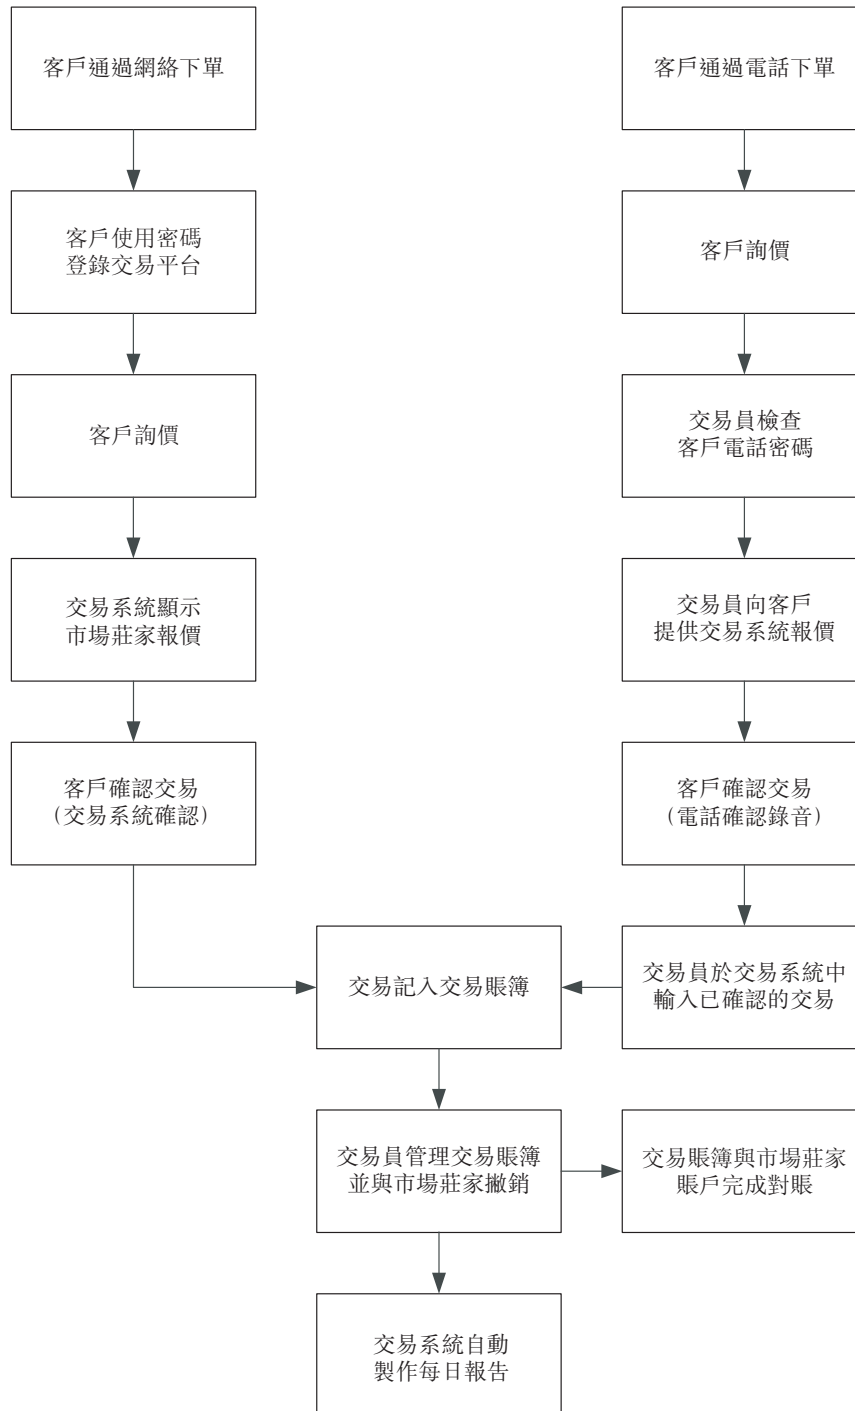 客戶通過網絡下單
客戶使用密碼
登錄交易平台
客戶詢價
交易系統顯示
市場莊家報價
客戶確認交易
(交易系統確認)
客戶通過電話下單
客戶詢價
交易員檢查
客戶電話密碼
交易員向客戶
提供交易系統報價
客戶確認交易
(電話確認錄音)
交易員於交易系統中
輸入已確認的交易
交易記入交易賬簿
交易員管理交易賬簿
並與市場莊家撇銷
交易賬簿與市場莊家
賬戶完成對賬
交易系統自動
製作每日報告